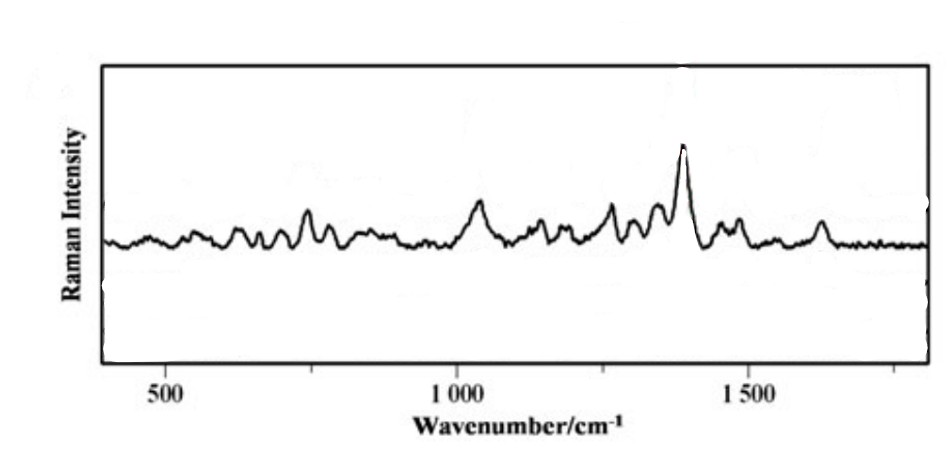 Raman Intensity
500 1 000 1 500
Wavenumber/cm⁻¹